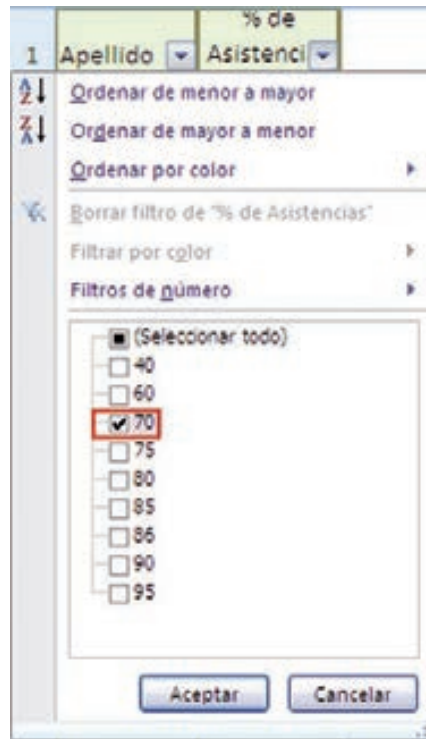 % de
1 Apellido Asistenci
Ordenar de menor a mayor
Ordenar de mayor a menor
Ordenar por color
Borrar filtro de "% de Asistencias"
Filtrar por color
Filtros de número
(Seleccionar todo)
40
60
70
75
80
85
86
90
95
Aceptar Cancelar